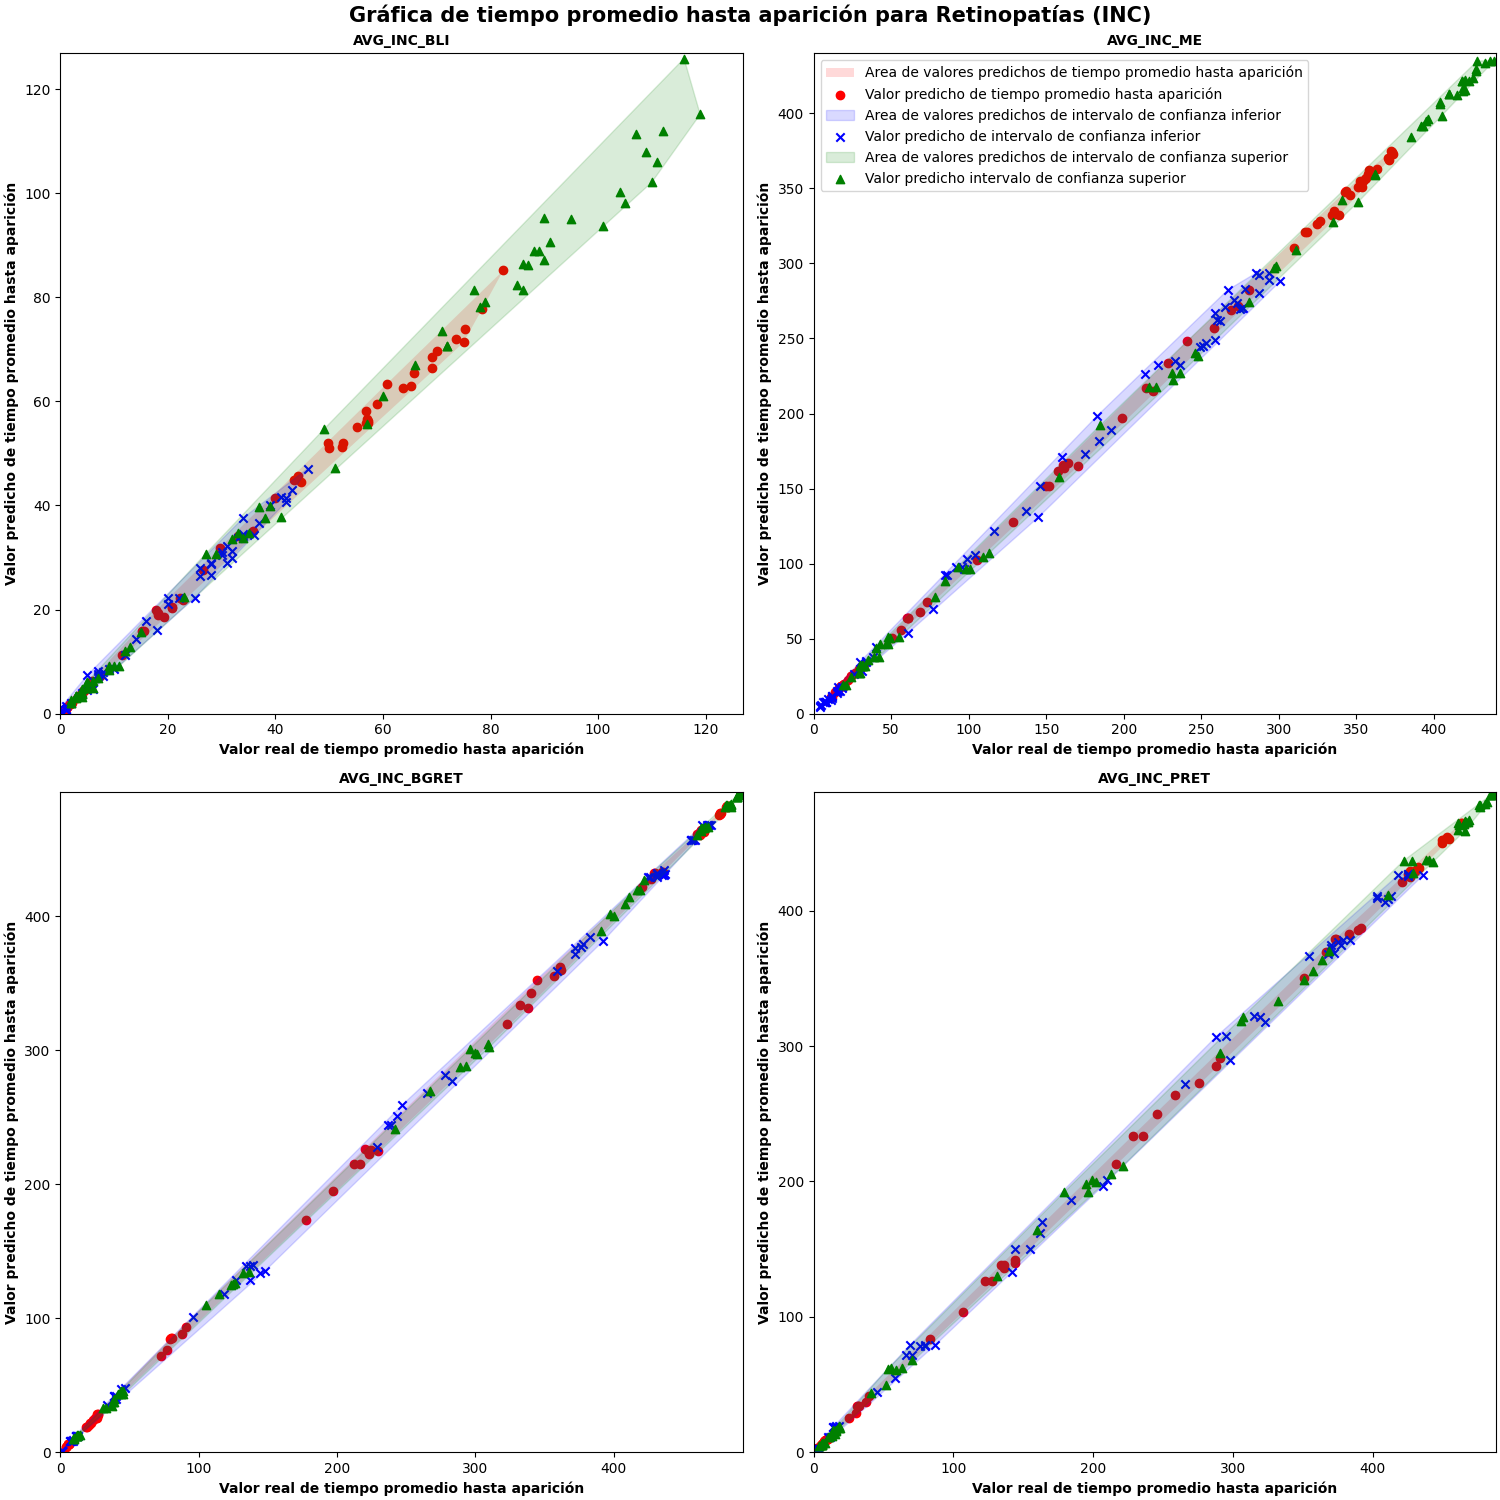 Gráfica de tiempo promedio hasta aparición para Retinopatías (INC)
AVG_INC_BLI
Valor predicho de tiempo promedio hasta aparición
120
100
80
60
40
20
0
0 20 40 60 80 100 120
Valor real de tiempo promedio hasta aparición
AVG_INC_ME
Area de valores predichos de tiempo promedio hasta aparición
Valor predicho de tiempo promedio hasta aparición
Area de valores predichos de intervalo de confianza inferior
Valor predicho de intervalo de confianza inferior
Area de valores predichos de intervalo de confianza superior
Valor predicho intervalo de confianza superior
Valor predicho de tiempo promedio hasta aparición
400
350
300
250
200
150
100
50
0
0 50 100 150 200 250 300 350 400
Valor real de tiempo promedio hasta aparición
AVG_INC_BGRET
Valor predicho de tiempo promedio hasta aparición
400
300
200
100
0
0 100 200 300 400
Valor real de tiempo promedio hasta aparición
AVG_INC_PRET
Valor predicho de tiempo promedio hasta aparición
400
300
200
100
0
0 100 200 300 400
Valor real de tiempo promedio hasta aparición